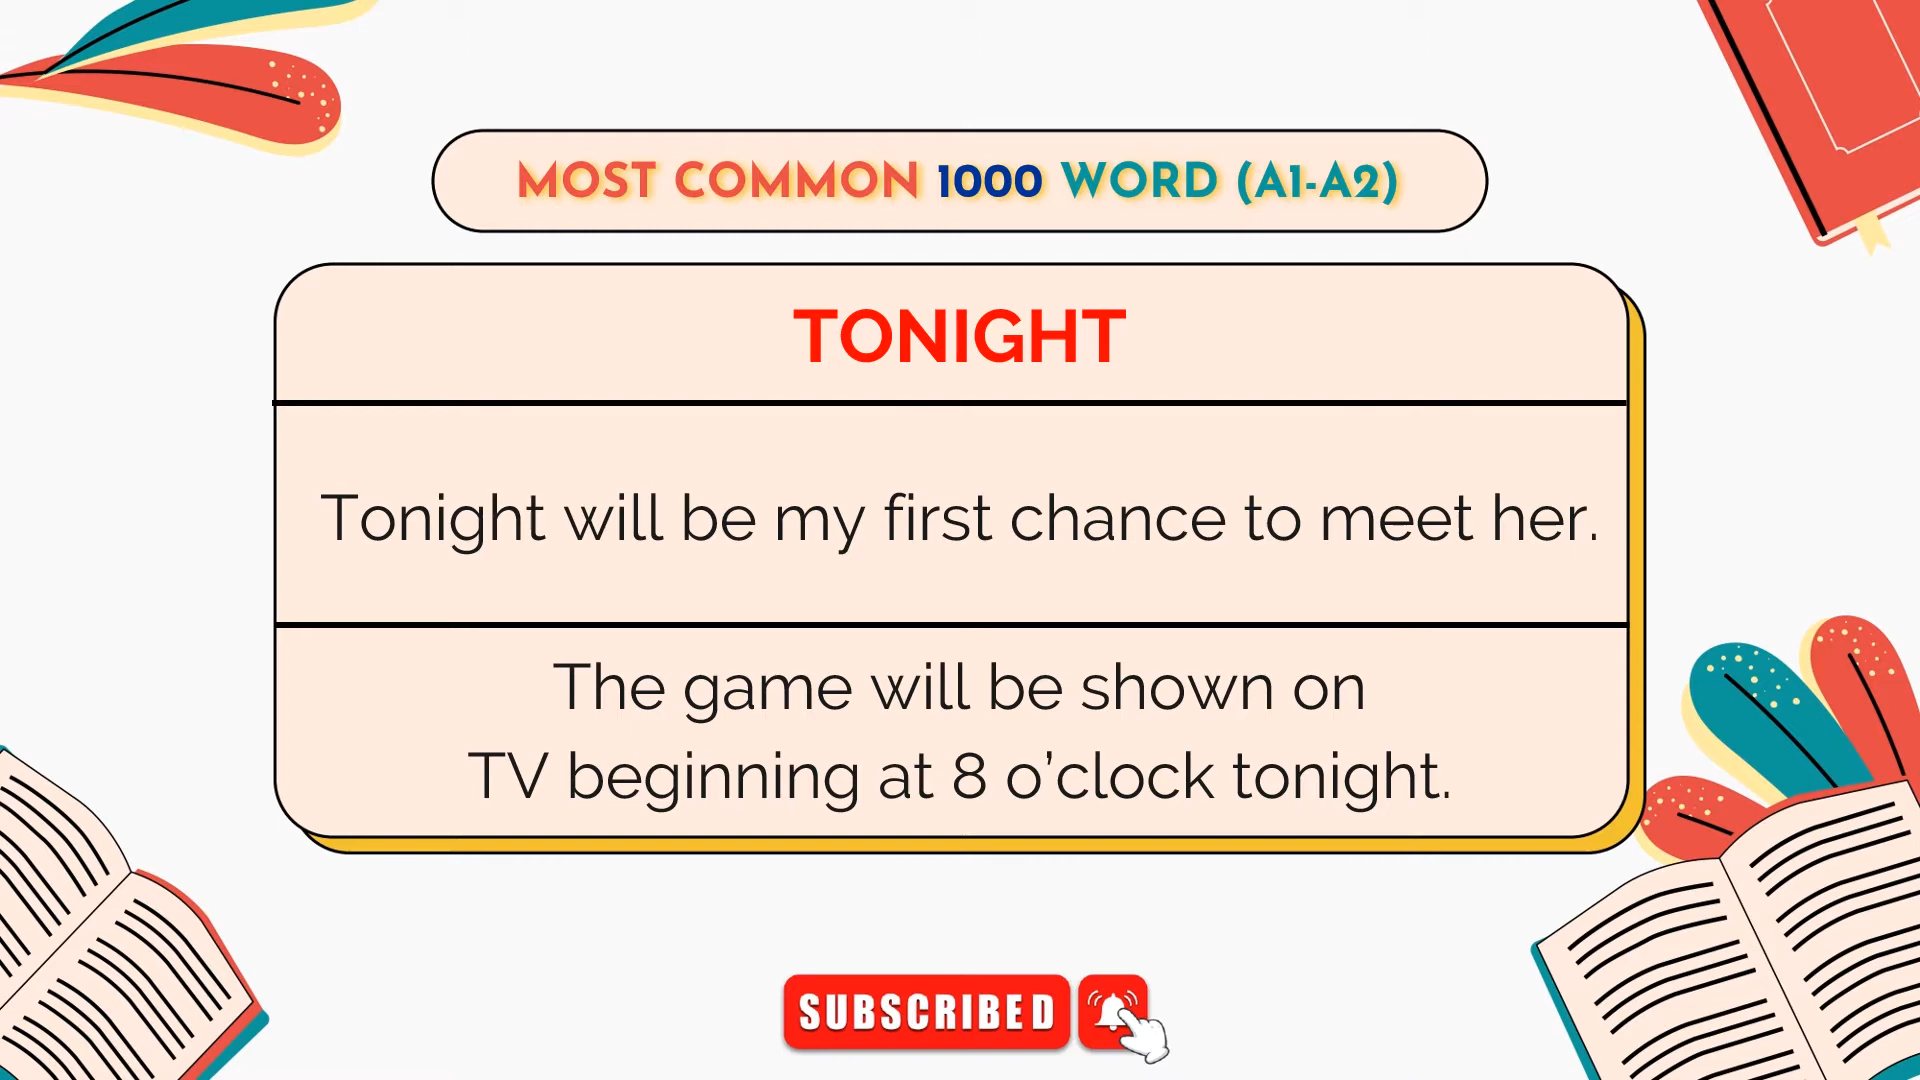 MOST COMMON 1000 WORD (A1-A2)
TONIGHT
Tonight will be my first chance to meet her.
The game will be shown on
TV beginning at 8 o’clock tonight.
SUBSCRIBED